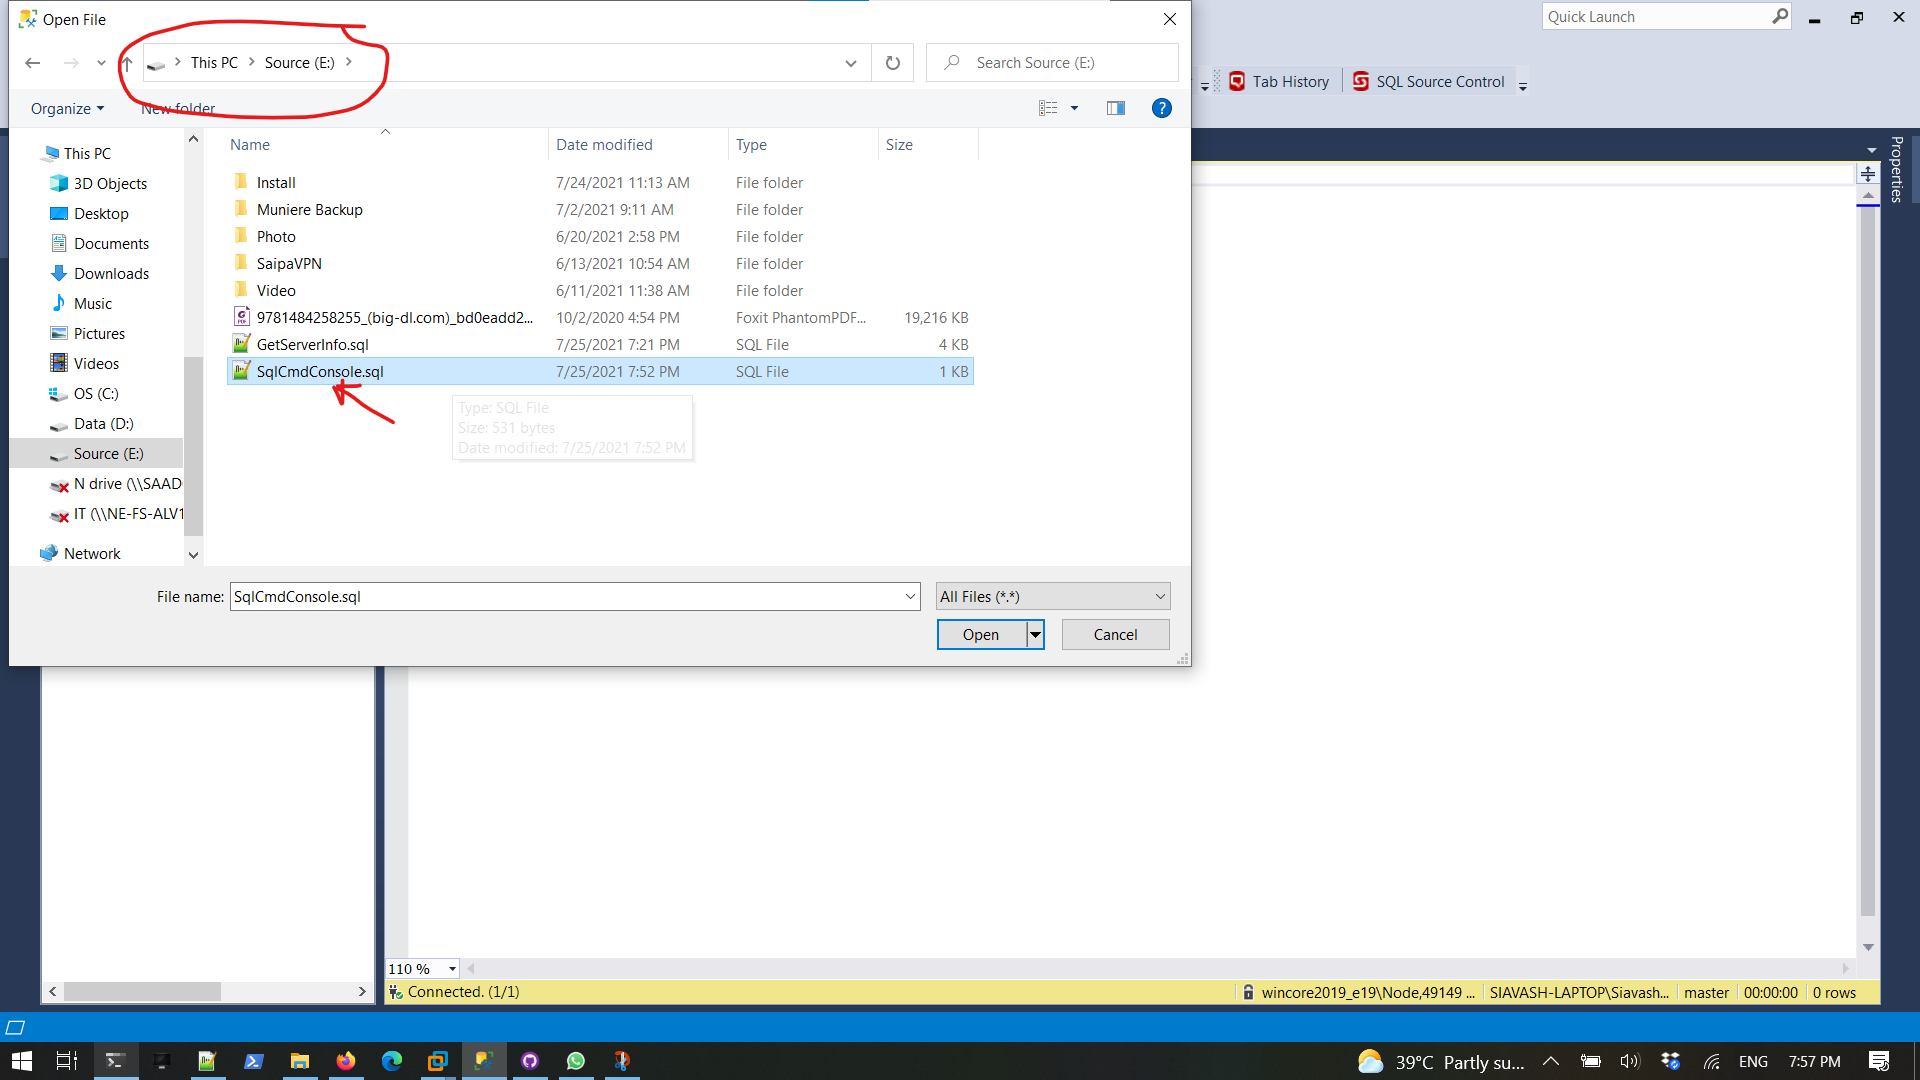 Open File
Quick Launch
This PC Source (E:)
Search Source (E:)
Tab History SQL Source Control
Organize New folder
Properties
This PC
3D Objects
Desktop
Documents
Downloads
Music
Pictures
Videos
OS (C:)
Data (D:)
Source (E:)
N drive (\\SAAD
IT (\\NE-FS-ALV1
Network
Name Date modified Type Size
Install 7/24/2021 11:13 AM File folder
Muniere Backup 7/2/2021 9:11 AM File folder
Photo 6/20/2021 2:58 PM File folder
SaipaVPN 6/13/2021 10:54 AM File folder
Video 6/11/2021 11:38 AM File folder
9781484258255_(big-dl.com)_bd0eadd2... 10/2/2020 4:54 PM Foxit PhantomPDF... 19,216 KB
GetServerInfo.sql 7/25/2021 7:21 PM SQL File 4 KB
SqlCmdConsole.sql 7/25/2021 7:52 PM SQL File 1 KB
Type: SQL File
Size: 531 bytes
Date modified: 7/25/2021 7:52 PM
File name: SqlCmdConsole.sql All Files (*.*)
Open Cancel
110 %
Connected. (1/1) wincore2019_e19\Node,49149 ... SIAVASH-LAPTOP\Siavash... master 00:00:00 0 rows
39°C Partly su... ENG 7:57 PM